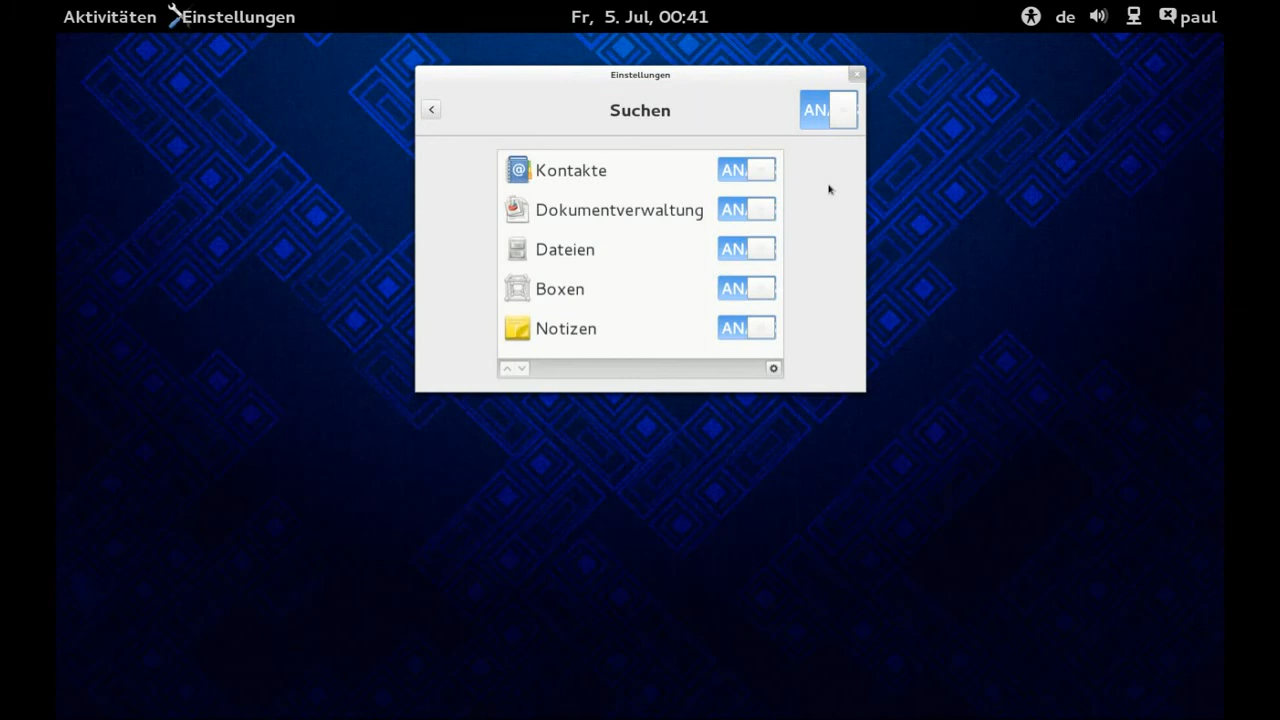 Aktivitäten Einstellungen Fr, 5. Jul, 00:41 de paul
Einstellungen
Suchen AN
Kontakte AN
Dokumentverwaltung AN
Dateien AN
Boxen AN
Notizen AN